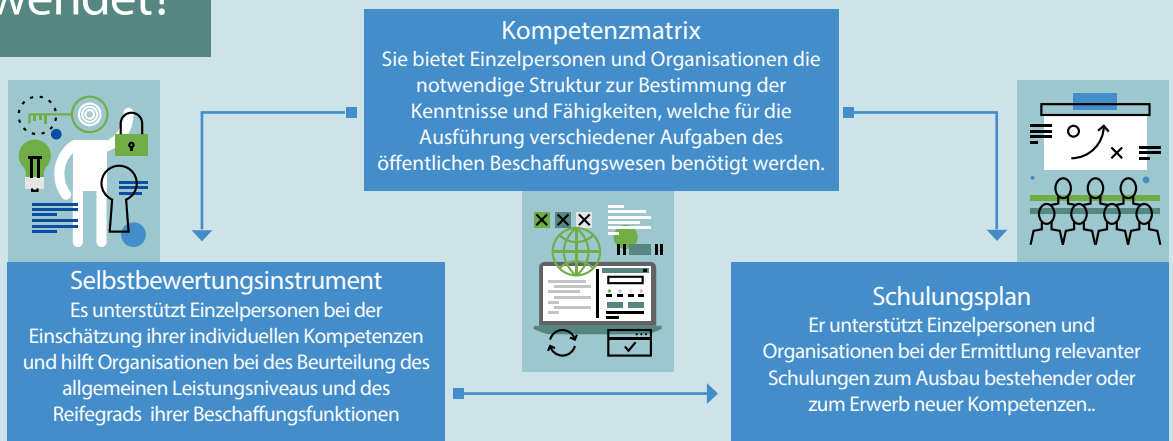 wendet?
Kompetenzmatrix
Sie bietet Einzelpersonen und Organisationen die
notwendige Struktur zur Bestimmung der
Kenntnisse und Fähigkeiten, welche für die
Ausführung verschiedener Aufgaben des
öffentlichen Beschaffungswesen benötigt werden.
Selbstbewertungsinstrument
Es unterstützt Einzelpersonen bei der
Einschätzung ihrer individuellen Kompetenzen
und hilft Organisationen bei des Beurteilung des
allgemeinen Leistungsniveaus und des
Reifegrads ihrer Beschaffungsfunktionen
Schulungsplan
Er unterstützt Einzelpersonen und
Organisationen bei der Ermittlung relevanter
Schulungen zum Ausbau bestehender oder
zum Erwerb neuer Kompetenzen..